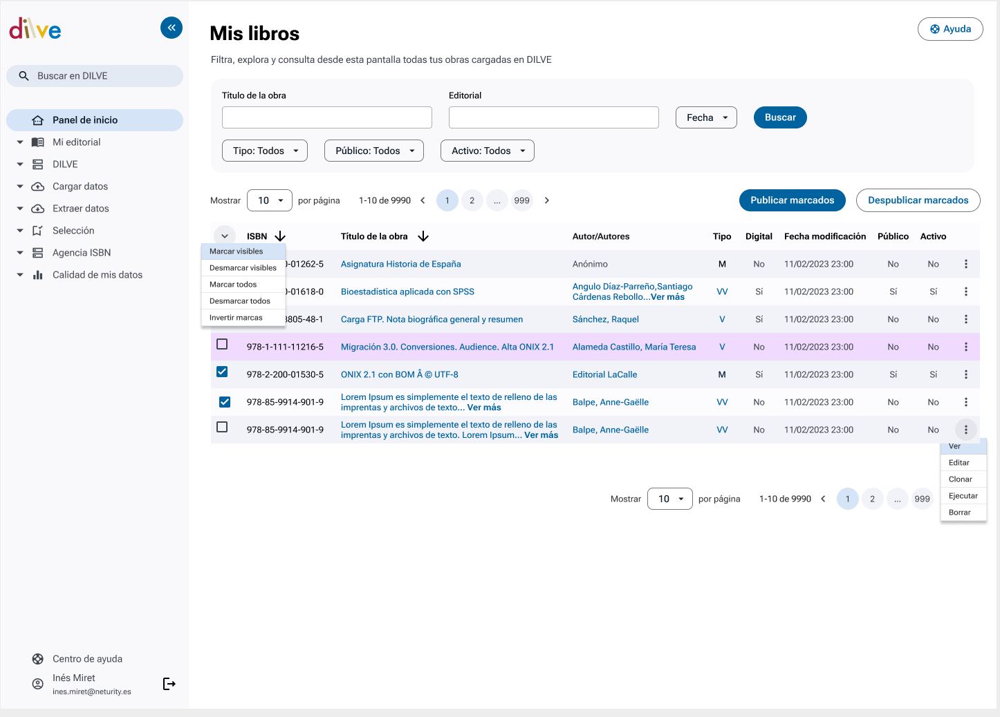 dilve
Buscar en DILVE
Panel de inicio
Mi editorial
DILVE
Cargar datos
Extraer datos
Selección
Agencia ISBN
Calidad de mis datos
Centro de ayuda
Inés Miret
ines.miret@neturity.es
Mis libros
Ayuda
Filtra, explora y consulta desde esta pantalla todas tus obras cargadas en DILVE
Título de la obra Editorial
Fecha Buscar
Tipo: Todos Público: Todos Activo: Todos
Mostrar 10 por página 1-10 de 9990 1 2 ... 999 Publicar marcados Despublicar marcados
ISBN Título de la obra Autor/Autores Tipo Digital Fecha modificación Público Activo
Marcar visibles
Desmarcar visibles
Marcar todos
Desmarcar todos
Invertir marcas
0-01262-5 Asignatura Historia de España Anónimo M No 11/02/2023 23:00 No No
0-01618-0 Bioestadística aplicada con SPSS Angulo Díaz-Parreño,Santiago
Cárdenas Rebollo...Ver más VV Sí 11/02/2023 23:00 Sí Sí
3805-48-1 Carga FTP. Nota biográfica general y resumen Sánchez, Raquel V Sí 11/02/2023 23:00 No No
978-1-111-11216-5 Migración 3.0. Conversiones. Audience. Alta ONIX 2.1 Alameda Castillo, María Teresa V No 11/02/2023 23:00 No No
978-2-200-01530-5 ONIX 2.1 con BOM Â © UTF-8 Editorial LaCalle M Sí 11/02/2023 23:00 Sí Sí
978-85-9914-901-9 Lorem Ipsum es simplemente el texto de relleno de las
imprentas y archivos de texto... Ver más Balpe, Anne-Gaëlle VV No 11/02/2023 23:00 No No
978-85-9914-901-9 Lorem Ipsum es simplemente el texto de relleno de las
imprentas y archivos de texto. Lorem Ipsum... Ver más Balpe, Anne-Gaëlle VV No 11/02/2023 23:00 No No
Ver
Editar
Clonar
Ejecutar
Borrar
Mostrar 10 por página 1-10 de 9990 1 2 ... 999